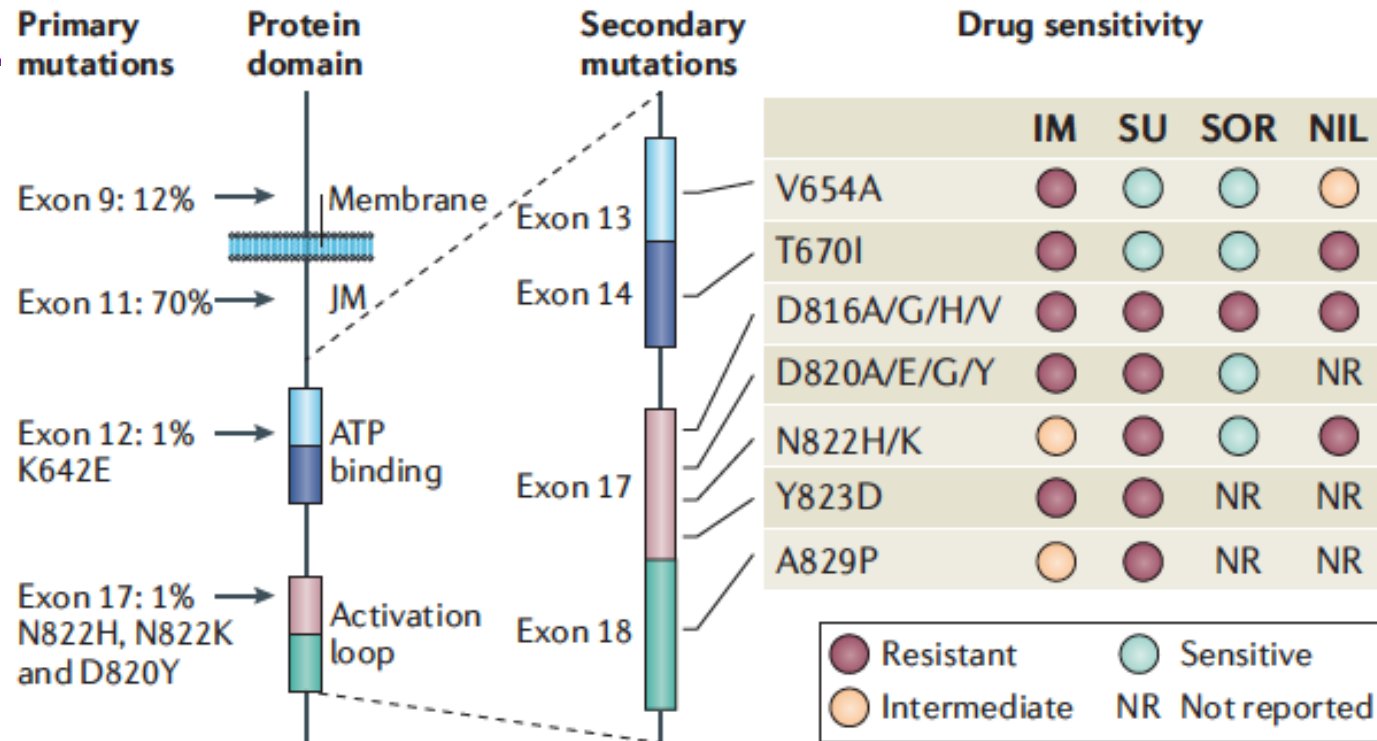 Primary
mutations
Protein
domain
Secondary
mutations
Drug sensitivity
Exon 9: 12%
Membrane
Exon 11: 70%
JM
Exon 12: 1%
K642E
ATP
binding
Exon 17: 1%
N822H, N822K
and D820Y
Activation
loop
Exon 13
Exon 14
Exon 17
Exon 18
IM SU SOR NIL
V654A
T670I
D816A/G/H/V
D820A/E/G/Y NR
N822H/K
Y823D NR NR
A829P NR NR
Resistant
Sensitive
Intermediate
NR Not reported